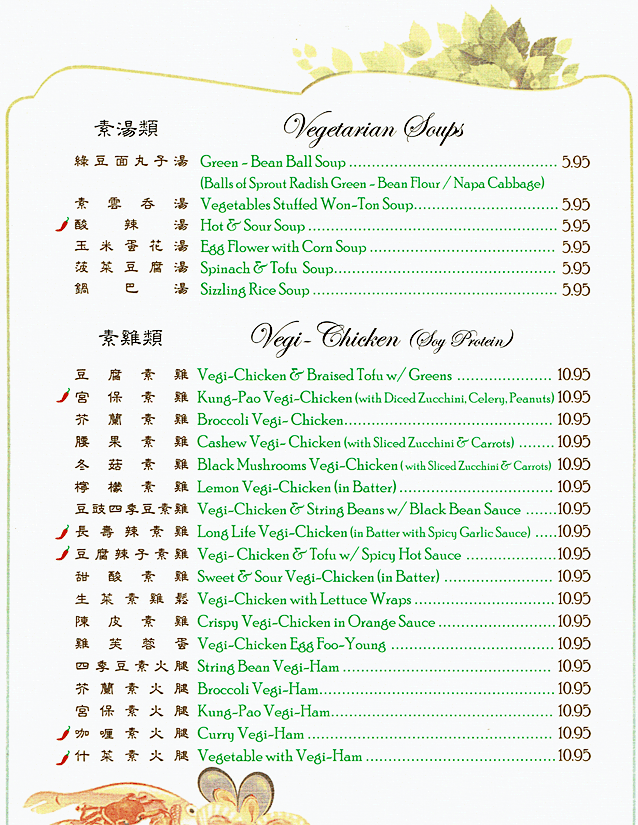 素湯類 Vegetarian Soups
綠豆面丸子湯 Green - Bean Ball Soup ........................................ 5.95
(Balls of Sprout Radish Green - Bean Flour / Napa Cabbage)
素雲吞湯 Vegetables Stuffed Won-Ton Soup............................ 5.95
酸辣湯 Hot & Sour Soup ................................................ 5.95
玉米蛋花湯 Egg Flower with Corn Soup .................................... 5.95
菠菜豆腐湯 Spinach & Tofu Soup........................................... 5.95
鍋巴湯 Sizzling Rice Soup ............................................... 5.95
素雞類 Vegi-Chicken (Soy Protein)
豆腐素雞 Vegi-Chicken & Braised Tofu w/ Greens ..................... 10.95
宮保素雞 Kung-Pao Vegi-Chicken (with Diced Zucchini, Celery, Peanuts) 10.95
芥蘭素雞 Broccoli Vegi- Chicken.......................................... 10.95
腰果素雞 Cashew Vegi- Chicken (with Sliced Zucchini & Carrots) ........ 10.95
冬菇素雞 Black Mushrooms Vegi-Chicken ( with Sliced Zucchini & Carrots) 10.95
檸檬素雞 Lemon Vegi-Chicken (in Batter) ................................. 10.95
豆豉四季豆素雞 Vegi-Chicken & String Beans w/ Black Bean Sauce ....... 10.95
長壽辣素雞 Long Life Vegi-Chicken (in Batter with Spicy Garlic Sauce) ..... 10.95
豆腐辣子素雞 Vegi- Chicken & Tofu w/ Spicy Hot Sauce .................... 10.95
甜酸素雞 Sweet & Sour Vegi-Chicken (in Batter) ........................ 10.95
生菜素雞鬆 Vegi-Chicken with Lettuce Wraps ............................. 10.95
陳皮素雞 Crispy Vegi-Chicken in Orange Sauce ......................... 10.95
雞芙蓉蛋 Vegi-Chicken Egg Foo-Young ................................. 10.95
四季豆素火腿 String Bean Vegi-Ham .......................................... 10.95
芥蘭素火腿 Broccoli Vegi-Ham............................................... 10.95
宮保素火腿 Kung-Pao Vegi-Ham............................................. 10.95
咖喱素火腿 Curry Vegi-Ham ................................................. 10.95
什菜素火腿 Vegetable with Vegi-Ham ...................................... 10.95